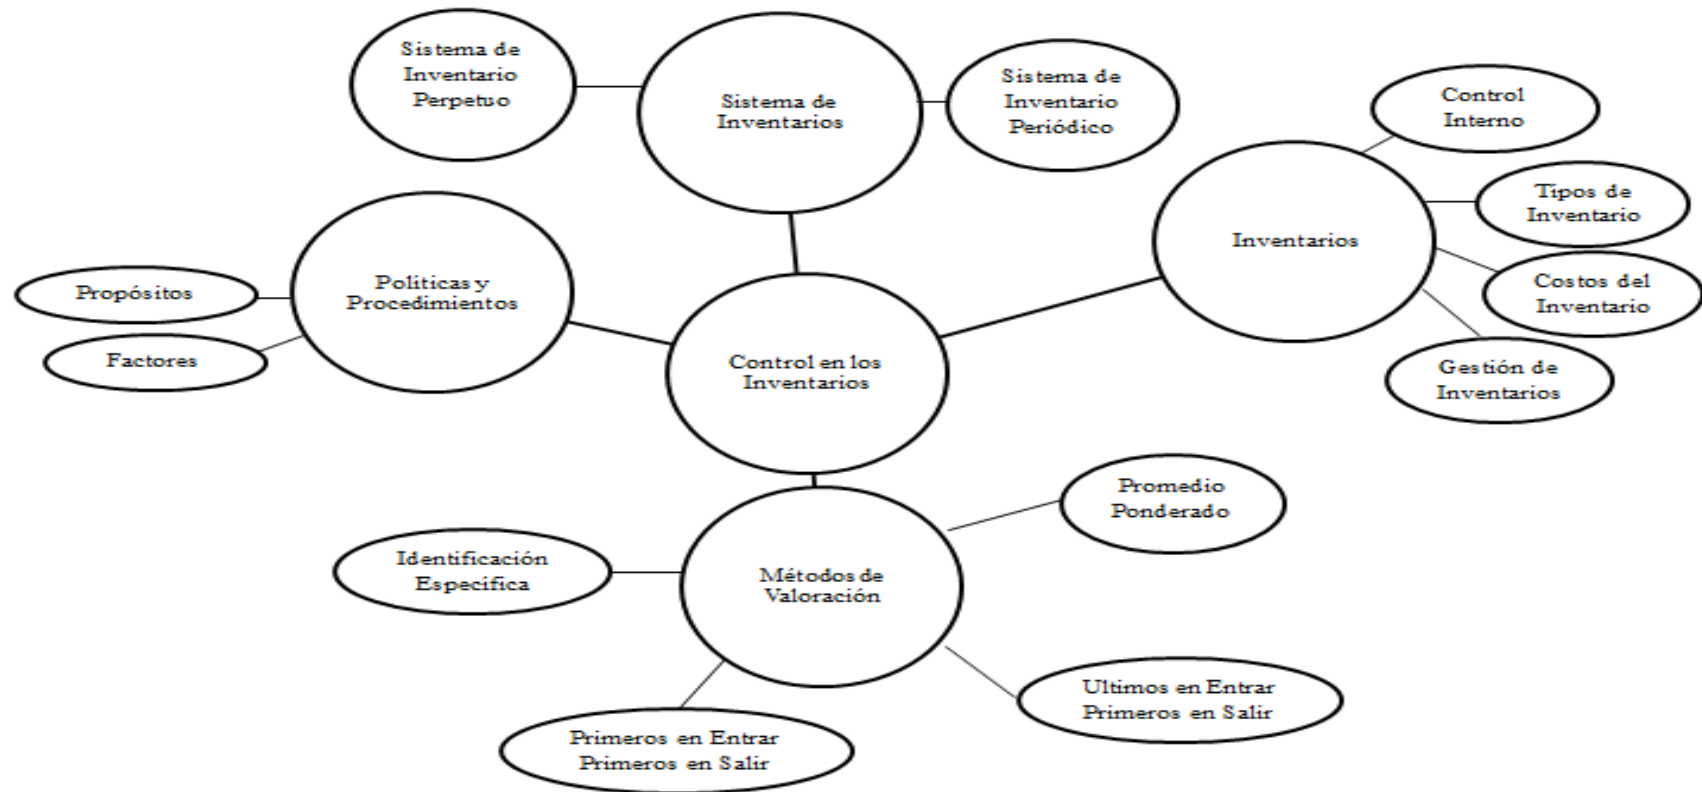 Sistema de
Inventario
Perpetuo
Sistema de
Inventarios
Sistema de
Inventario
Periódico
Control
Interno
Tipos de
Inventario
Inventarios
Costos del
Inventario
Gestión de
Inventarios
Políticas y
Procedimientos
Propósitos
Factores
Control en los
Inventarios
Promedio
Ponderado
Identificación
Especifica
Métodos de
Valoración
Ultimos en Entrar
Primeros en Salir
Primeros en Entrar
Primeros en Salir